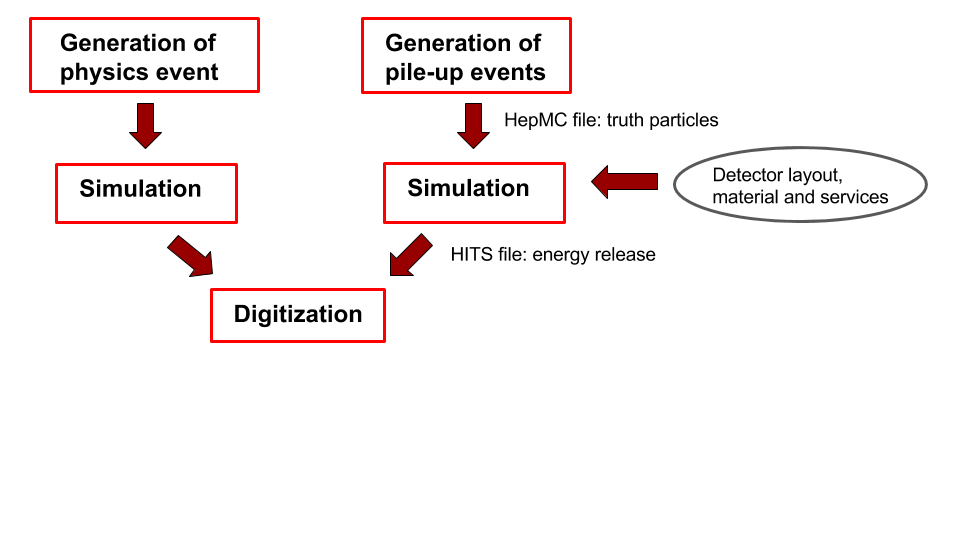 Generation of
physics event
Generation of
pile-up events
HepMC file: truth particles
Simulation
Simulation
Detector layout,
material and services
HITS file: energy release
Digitization